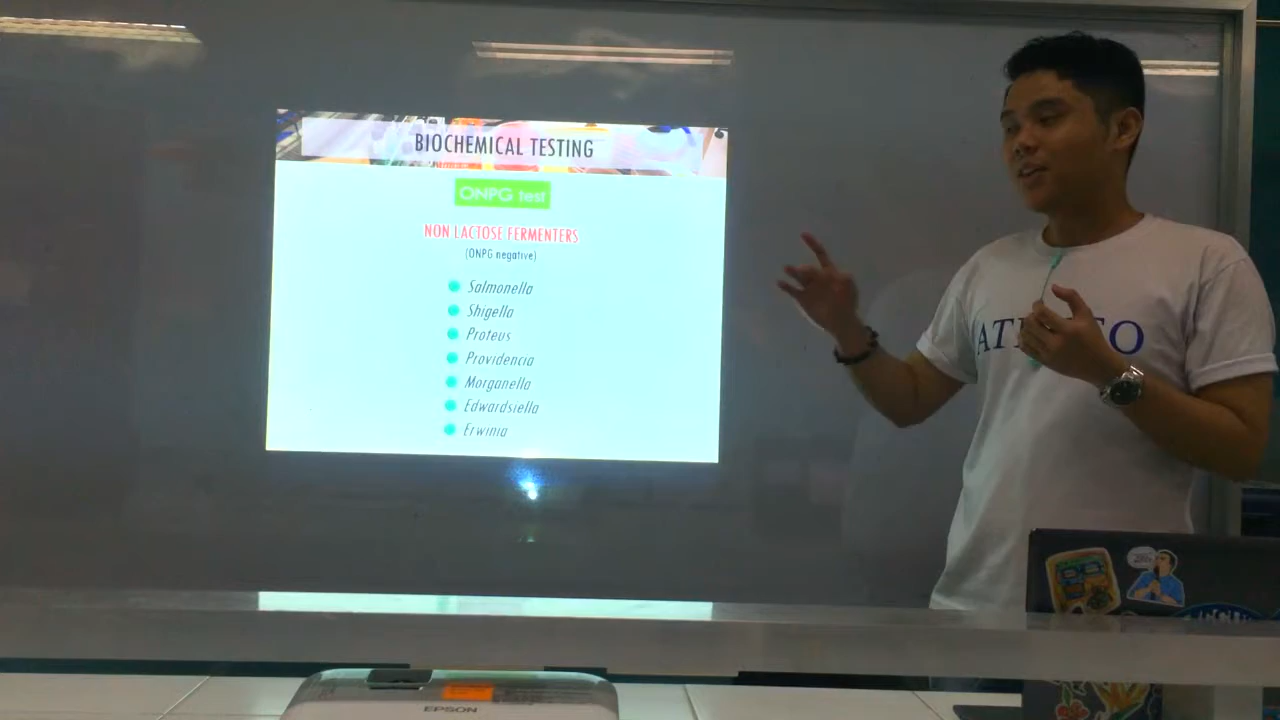 BIOCHEMICAL TESTING
ONPG test
NON LACTOSE FERMENTERS
(ONPG negative)
Salmonella
Shigella
Proteus
Providencia
Morganella
Edwardsiella
Erwinia
EPSON